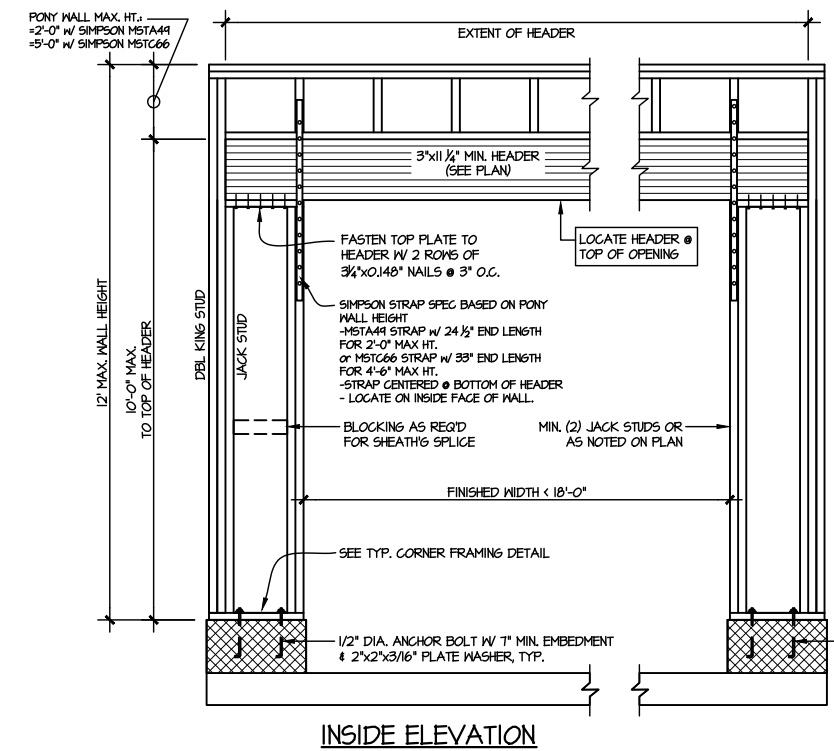 PONY WALL MAX. HT.:
=2'-0" W/ SIMPSON MSTA49
=5'-0" W/ SIMPSON MSTC66
EXTENT OF HEADER
3"x11 1/4" MIN. HEADER
(SEE PLAN)
FASTEN TOP PLATE TO
HEADER W/ 2 ROWS OF
3 1/4"x0.148" NAILS @ 3" O.C.
LOCATE HEADER @
TOP OF OPENING
SIMPSON STRAP SPEC BASED ON PONY
WALL HEIGHT
-MSTA49 STRAP W/ 24 1/2" END LENGTH
FOR 2'-0" MAX HT.
or MSTC66 STRAP W/ 33" END LENGTH
FOR 4'-6" MAX HT.
-STRAP CENTERED @ BOTTOM OF HEADER
- LOCATE ON INSIDE FACE OF WALL.
12' MAX. WALL HEIGHT
10'-0" MAX.
TO TOP OF HEADER
DBL KING STUD
JACK STUD
BLOCKING AS REQ'D
FOR SHEATH'G SPLICE
MIN. (2) JACK STUDS OR
AS NOTED ON PLAN
FINISHED WIDTH < 18'-0"
SEE TYP. CORNER FRAMING DETAIL
1/2" DIA. ANCHOR BOLT W/ 7" MIN. EMBEDMENT
& 2"x2"x3/16" PLATE WASHER, TYP.
INSIDE ELEVATION